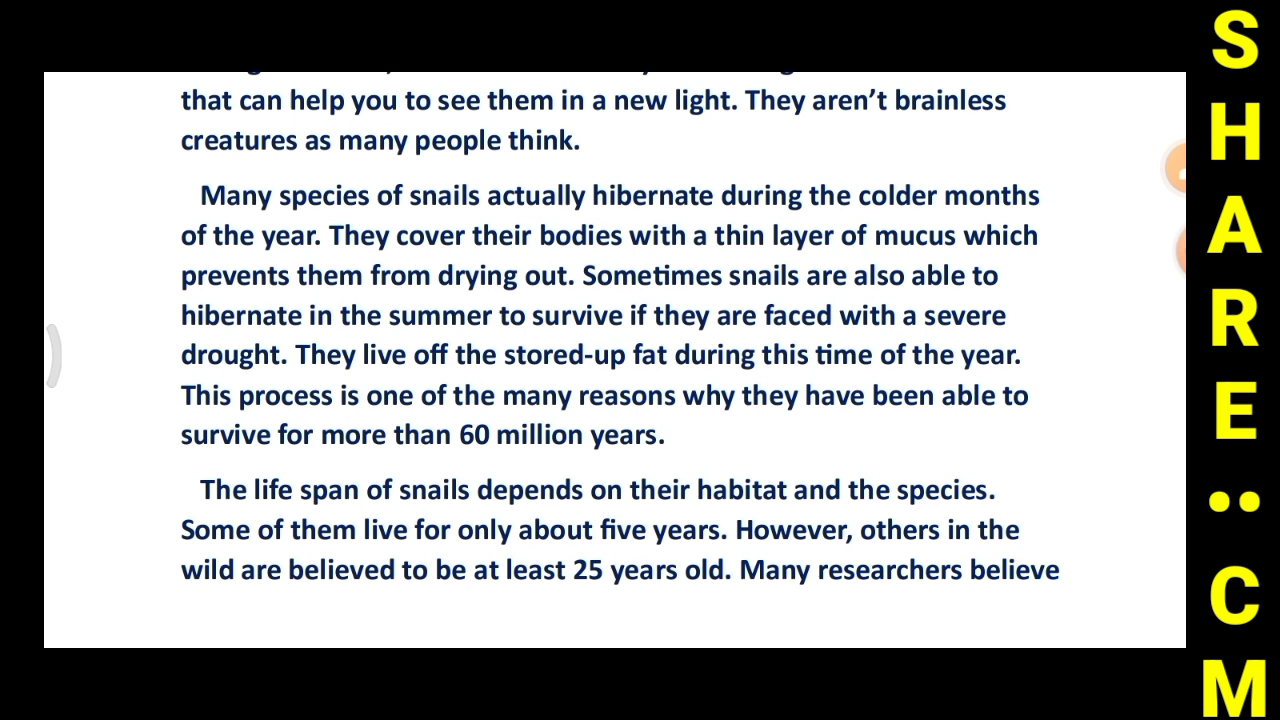 that can help you to see them in a new light. They aren’t brainless
creatures as many people think.
Many species of snails actually hibernate during the colder months
of the year. They cover their bodies with a thin layer of mucus which
prevents them from drying out. Sometimes snails are also able to
hibernate in the summer to survive if they are faced with a severe
drought. They live off the stored-up fat during this time of the year.
This process is one of the many reasons why they have been able to
survive for more than 60 million years.
The life span of snails depends on their habitat and the species.
Some of them live for only about five years. However, others in the
wild are believed to be at least 25 years old. Many researchers believe
SHARE..CM